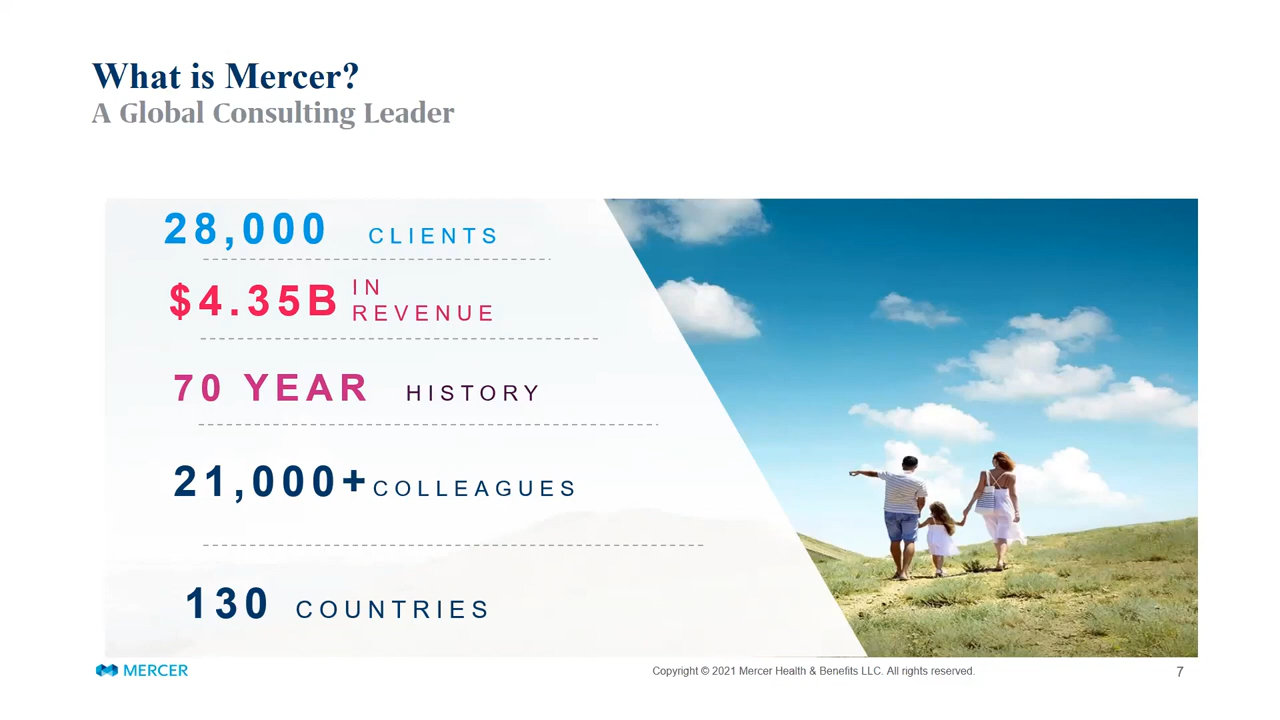 What is Mercer?
A Global Consulting Leader
28,000 CLIENTS
$4.35B IN
REVENUE
70 YEAR HISTORY
21,000+ COLLEAGUES
130 COUNTRIES
MERCER
Copyright © 2021 Mercer Health & Benefits LLC. All rights reserved.
7